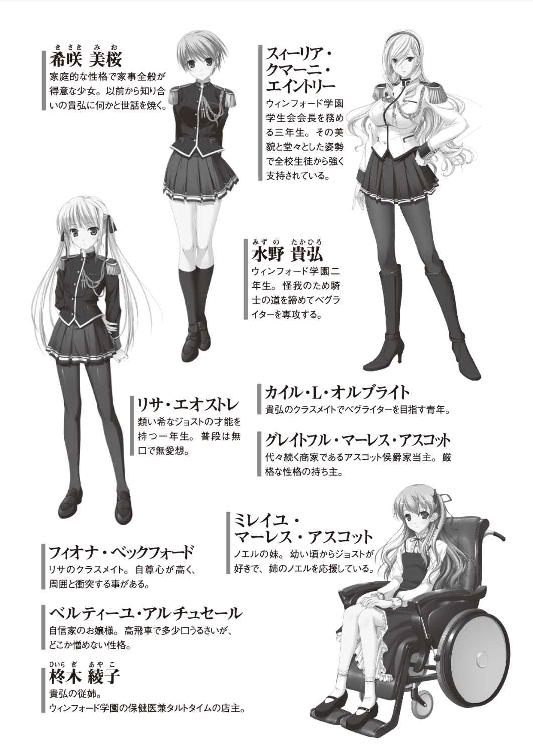 きさき みお
希咲 美桜
家庭的な性格で家事全般が
得意な少女。以前から知り合
いの貴弘に何かと世話を焼く。
スィーリア・
クマーニ・
エイントリー
ウィンフォード学園
学生会会長を務め
る三年生。その美
貌と堂々とした姿勢
で全校生徒から強く
支持されている。
みずの たかひろ
水野 貴弘
ウィンフォード学園二
年生。怪我のため騎
士の道を諦めてベグラ
イターを専攻する。
リサ・エオストレ
類い希なジョストの才能を
持つ一年生。普段は無
口で無愛想。
カイル・L・オルブライト
貴弘のクラスメイトでベグライターを目指す青年。
グレイトフル・マーレス・アスコット
代々続く商家であるアスコット侯爵家当主。厳
格な性格の持ち主。
ミレイユ・
マーレス・アスコット
ノエルの妹。幼い頃からジョストが
好きで、姉のノエルを応援している。
フィオナ・ベックフォード
リサのクラスメイト。自尊心が高く、
周囲と衝突する事がある。
ベルティーユ・アルチュセール
自信家のお嬢様。高飛車で多少口うるさいが、
どこか憎めない性格。
ひいらぎ あやこ
柊木 綾子
貴弘の従姉。
ウィンフォード学園の保健医兼タルトタイムの店主。